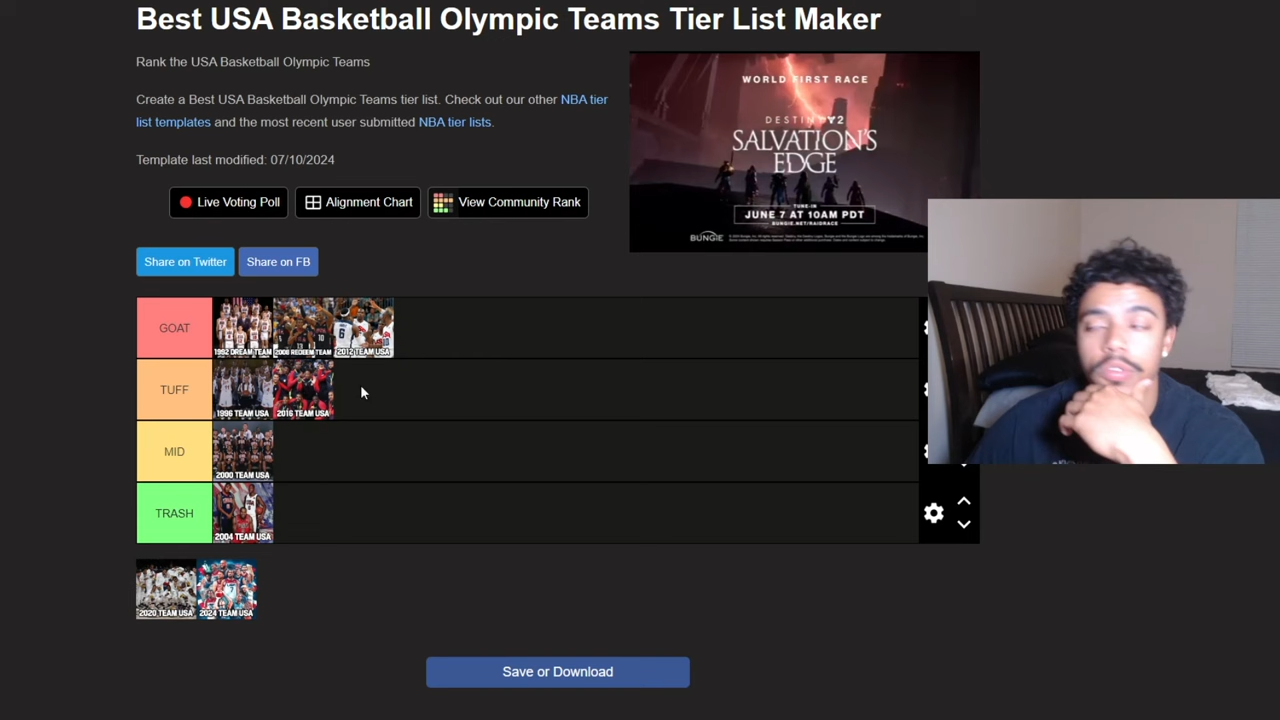 Best USA Basketball Olympic Teams Tier List Maker
Rank the USA Basketball Olympic Teams
Create a Best USA Basketball Olympic Teams tier list. Check out our other NBA tier
list templates and the most recent user submitted NBA tier lists.
Template last modified: 07/10/2024
Live Voting Poll
Alignment Chart
View Community Rank
Share on Twitter
Share on FB
WORLD FIRST RACE
DESTINY 2
SALVATION'S
EDGE
TUNE-IN
JUNE 7 AT 10AM PDT
BUNGIE.NET/RAIDRACE
BUNGIE
GOAT
1992 DREAM TEAM
2008 REDEEM TEAM
2012 TEAM USA
TUFF
1996 TEAM USA
2016 TEAM USA
MID
2000 TEAM USA
TRASH
2004 TEAM USA
2020 TEAM USA
2024 TEAM USA
Save or Download